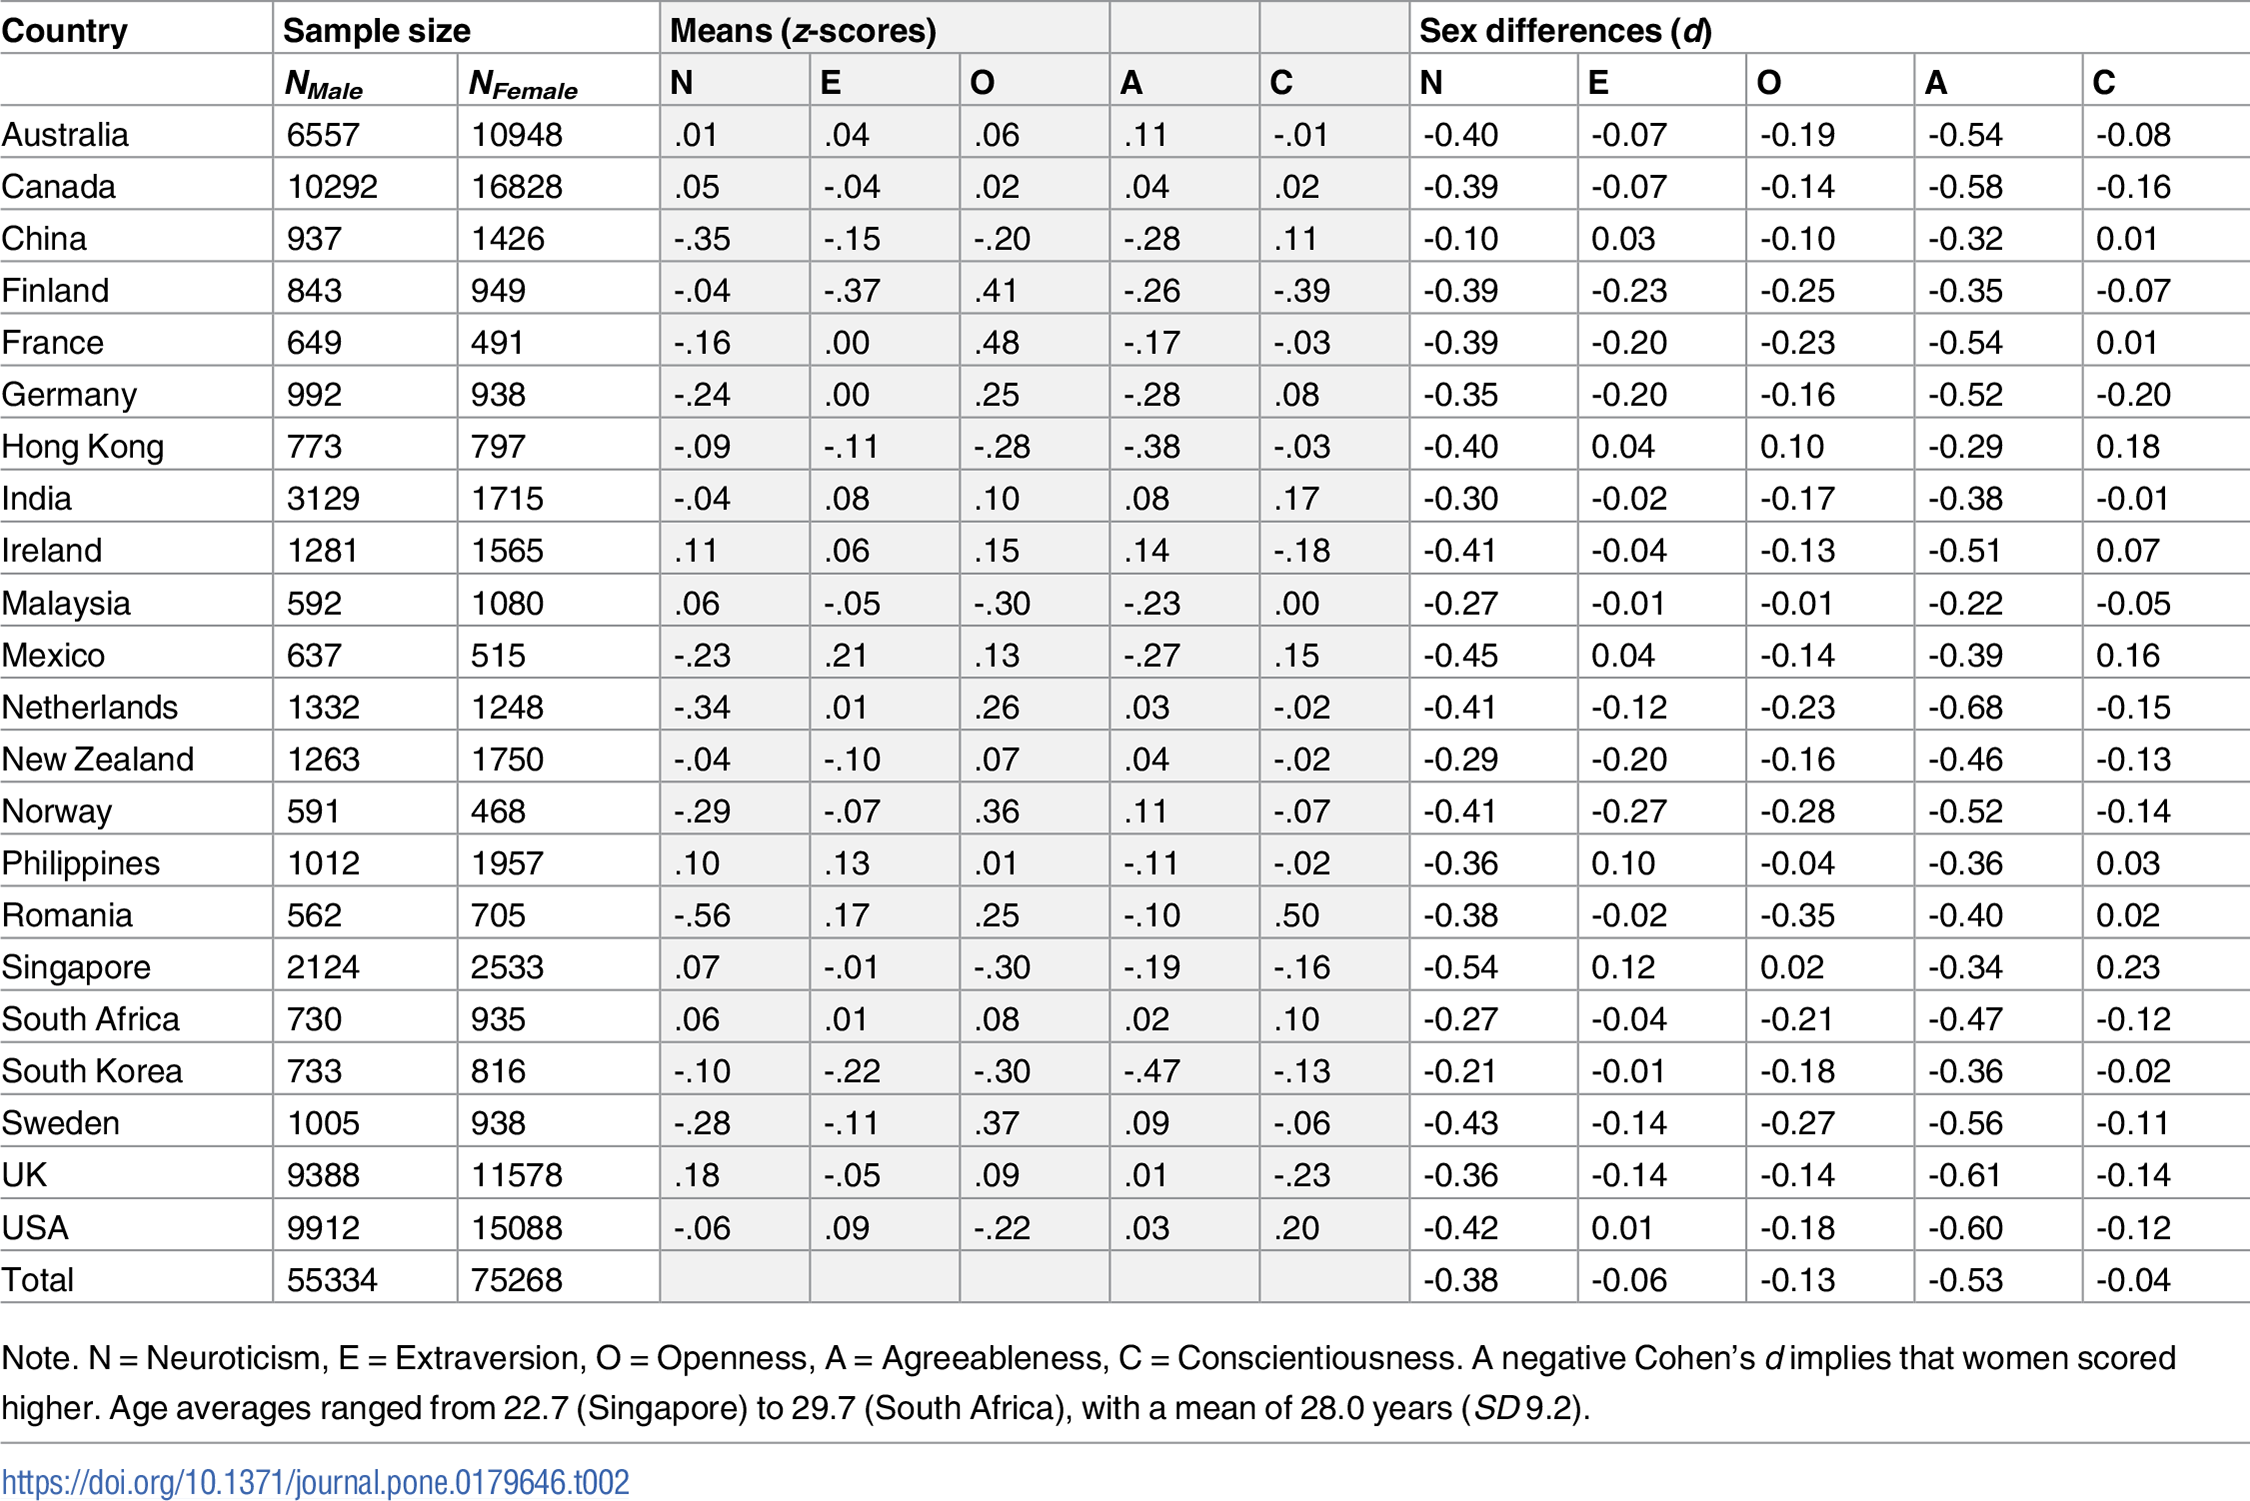 Country Sample size Means (z-scores) Sex differences (d)
NMale NFemale N E O A C N E O A C
Australia 6557 10948 .01 .04 .06 .11 -.01 -0.40 -0.07 -0.19 -0.54 -0.08
Canada 10292 16828 .05 -.04 .02 .04 .02 -0.39 -0.07 -0.14 -0.58 -0.16
China 937 1426 -.35 -.15 -.20 -.28 .11 -0.10 0.03 -0.10 -0.32 0.01
Finland 843 949 -.04 -.37 .41 -.26 -.39 -0.39 -0.23 -0.25 -0.35 -0.07
France 649 491 -.16 .00 .48 -.17 -.03 -0.39 -0.20 -0.23 -0.54 0.01
Germany 992 938 -.24 .00 .25 -.28 .08 -0.35 -0.20 -0.16 -0.52 -0.20
Hong Kong 773 797 -.09 -.11 -.28 -.38 -.03 -0.40 0.04 0.10 -0.29 0.18
India 3129 1715 -.04 .08 .10 .08 .17 -0.30 -0.02 -0.17 -0.38 -0.01
Ireland 1281 1565 .11 .06 .15 .14 -.18 -0.41 -0.04 -0.13 -0.51 0.07
Malaysia 592 1080 .06 -.05 -.30 -.23 .00 -0.27 -0.01 -0.01 -0.22 -0.05
Mexico 637 515 -.23 .21 .13 -.27 .15 -0.45 0.04 -0.14 -0.39 0.16
Netherlands 1332 1248 -.34 .01 .26 .03 -.02 -0.41 -0.12 -0.23 -0.68 -0.15
New Zealand 1263 1750 -.04 -.10 .07 .04 -.02 -0.29 -0.20 -0.16 -0.46 -0.13
Norway 591 468 -.29 -.07 .36 .11 -.07 -0.41 -0.27 -0.28 -0.52 -0.14
Philippines 1012 1957 .10 .13 .01 -.11 -.02 -0.36 0.10 -0.04 -0.36 0.03
Romania 562 705 -.56 .17 .25 -.10 .50 -0.38 -0.02 -0.35 -0.40 0.02
Singapore 2124 2533 .07 -.01 -.30 -.19 -.16 -0.54 0.12 0.02 -0.34 0.23
South Africa 730 935 .06 .01 .08 .02 .10 -0.27 -0.04 -0.21 -0.47 -0.12
South Korea 733 816 -.10 -.22 -.30 -.47 -.13 -0.21 -0.01 -0.18 -0.36 -0.02
Sweden 1005 938 -.28 -.11 .37 .09 -.06 -0.43 -0.14 -0.27 -0.56 -0.11
UK 9388 11578 .18 -.05 .09 .01 -.23 -0.36 -0.14 -0.14 -0.61 -0.14
USA 9912 15088 -.06 .09 -.22 .03 .20 -0.42 0.01 -0.18 -0.60 -0.12
Total 55334 75268 -0.38 -0.06 -0.13 -0.53 -0.04
Note. N = Neuroticism, E = Extraversion, O = Openness, A = Agreeableness, C = Conscientiousness. A negative Cohen's d implies that women scored
higher. Age averages ranged from 22.7 (Singapore) to 29.7 (South Africa), with a mean of 28.0 years (SD 9.2).
https://doi.org/10.1371/journal.pone.0179646.t002